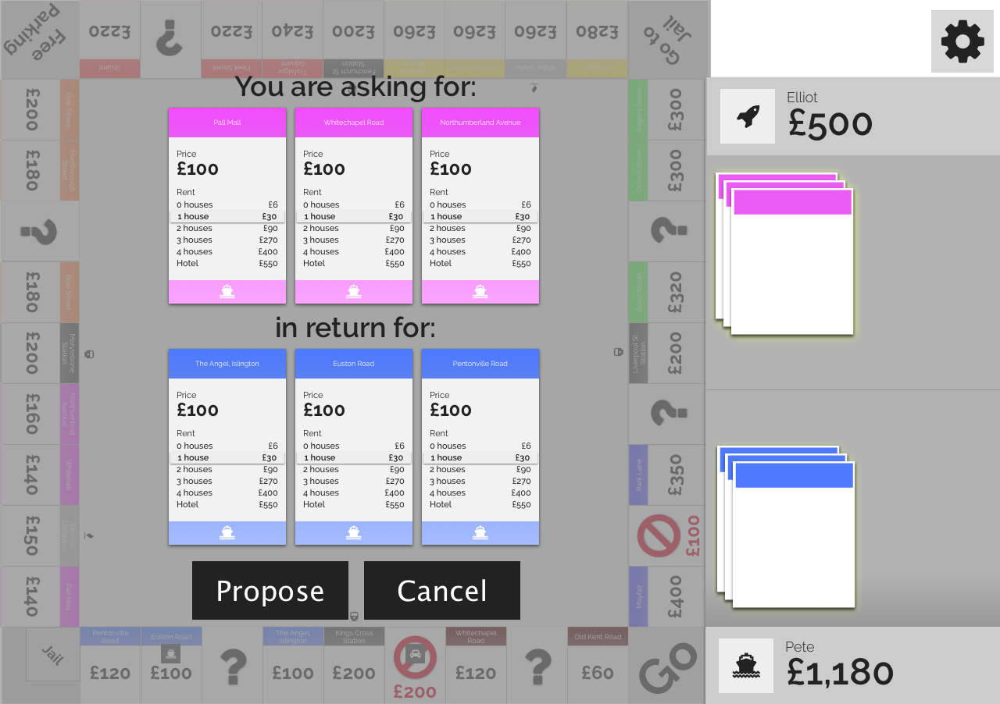 Free
Parking
£220
?
£220
£240
£200
£260
£260
£260
£280
Go to
Jail
Strand
Fleet Street
Trafalgar
Square
Fenchurch St
Station
Leicester
Square
Coventry Street
Water Works
Piccadilly
You are asking for:
Pall Mall
Whitechapel Road
Northumberland Avenue
Price
£100
Rent
0 houses £6
1 house £30
2 houses £90
3 houses £270
4 houses £400
Hotel £550
Price
£100
Rent
0 houses £6
1 house £30
2 houses £90
3 houses £270
4 houses £400
Hotel £550
Price
£100
Rent
0 houses £6
1 house £30
2 houses £90
3 houses £270
4 houses £400
Hotel £550
in return for:
The Angel, Islington
Euston Road
Pentonville Road
Price
£100
Rent
0 houses £6
1 house £30
2 houses £90
3 houses £270
4 houses £400
Hotel £550
Price
£100
Rent
0 houses £6
1 house £30
2 houses £90
3 houses £270
4 houses £400
Hotel £550
Price
£100
Rent
0 houses £6
1 house £30
2 houses £90
3 houses £270
4 houses £400
Hotel £550
Propose
Cancel
£200
Vine Street
£180
Marlborough
Street
?
£180
Bow Street
£200
Marylebone
Station
£160
Northumbrld
Avenue
£140
Whitehall
£150
Electric
Company
£140
Pall Mall
Regent Street
£300
Oxford Street
£300
?
Bond Street
£320
Liverpool St.
Station
£200
?
Park Lane
£350
£100
Mayfair
£400
Jail
Pentonville
Road
£120
Euston Road
£100
?
The Angel,
Islington
£100
Kings Cross
Station
£200
£200
Whitechapel
Road
£120
?
Old Kent Road
£60
GO
Elliot
£500
Pete
£1,180